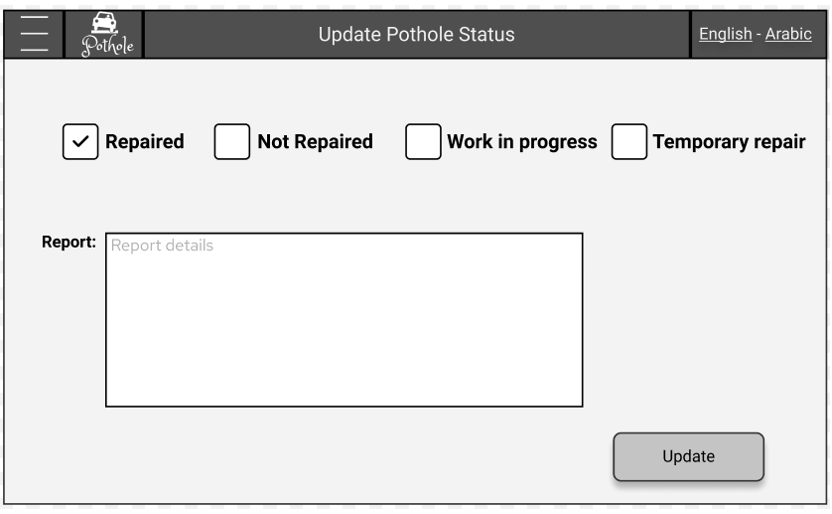 Pothole
Update Pothole Status
English - Arabic
Repaired
Not Repaired
Work in progress
Temporary repair
Report:
Report details
Update